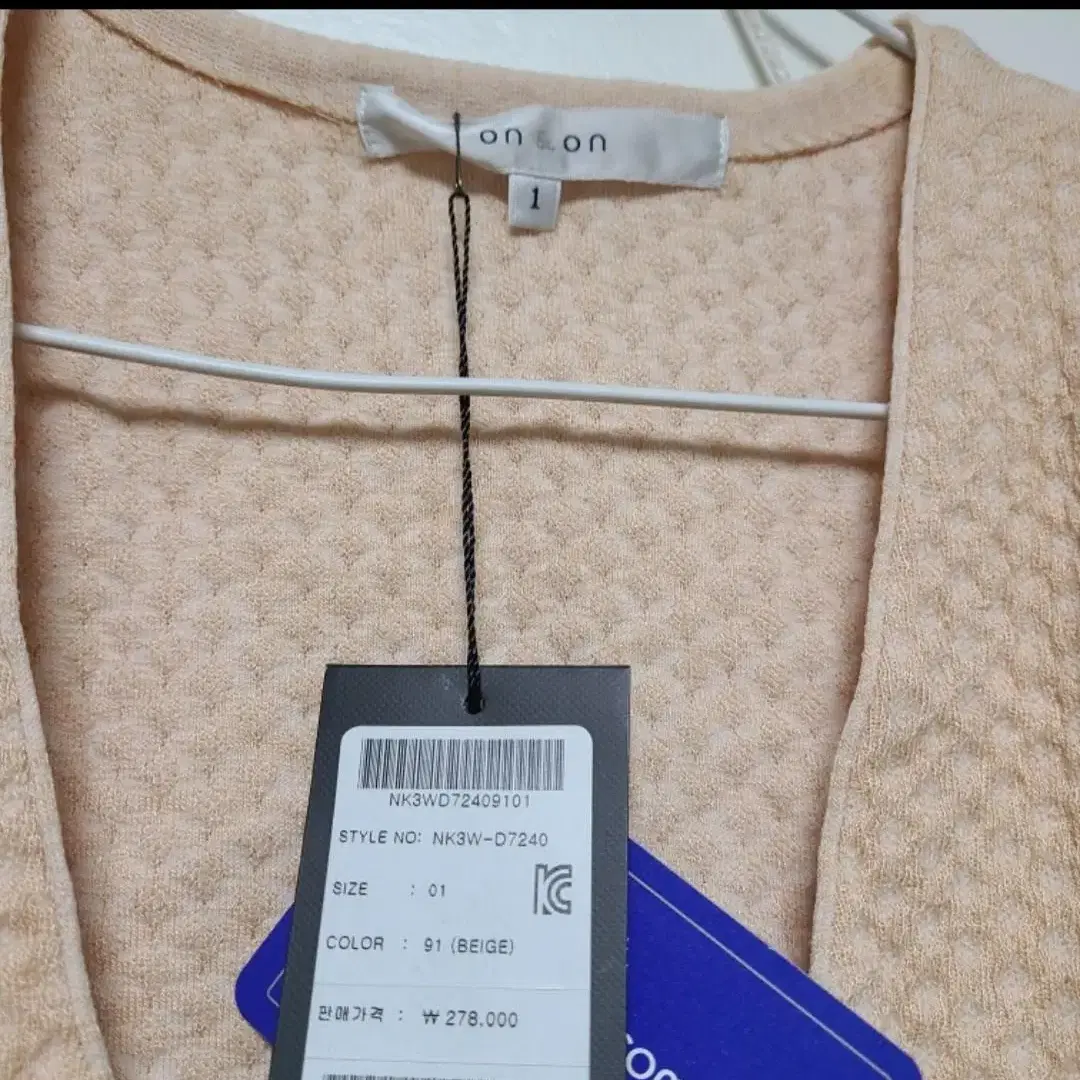 on & on
1
NK3WD72409101
STYLE NO: NK3W-D7240
SIZE : 01
COLOR : 91 (BEIGE)
판매가격 : ₩ 278,000